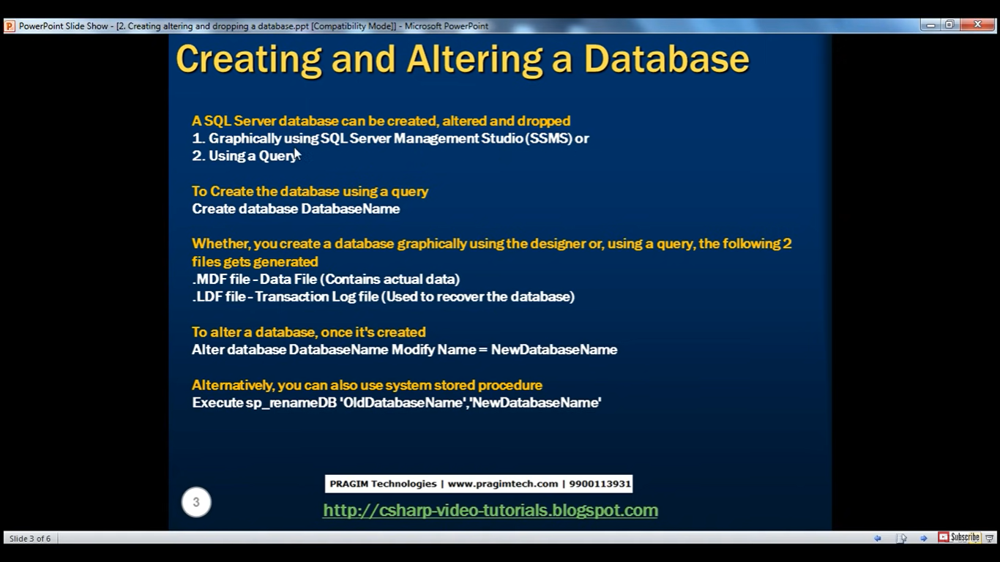 PowerPoint Slide Show - [2. Creating altering and dropping a database.ppt [Compatibility Mode]] - Microsoft PowerPoint
Creating and Altering a Database
A SQL Server database can be created, altered and dropped
1. Graphically using SQL Server Management Studio (SSMS) or
2. Using a Query
To Create the database using a query
Create database DatabaseName
Whether, you create a database graphically using the designer or, using a query, the following 2
files gets generated
.MDF file - Data File (Contains actual data)
.LDF file - Transaction Log file (Used to recover the database)
To alter a database, once it's created
Alter database DatabaseName Modify Name = NewDatabaseName
Alternatively, you can also use system stored procedure
Execute sp_renameDB 'OldDatabaseName','NewDatabaseName'
PRAGIM Technologies | www.pragimtech.com | 9900113931
3
http://csharp-video-tutorials.blogspot.com
Slide 3 of 6
Subscribe